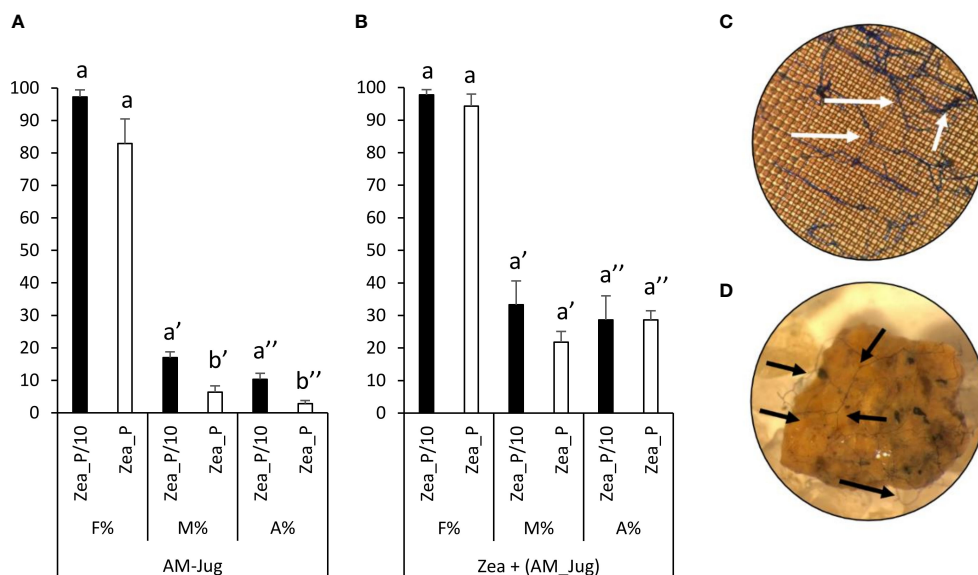 A
a
a
100
90
80
70
60
50
40
30
20
10
0
a’
b’
a’’
b’’
Zea_P/10
Zea_P
Zea_P/10
Zea_P
Zea_P/10
Zea_P
F%
M%
A%
AM-Jug
B
a
a
100
90
80
70
60
50
40
30
20
10
0
a’
a’
a’’
a’’
Zea_P/10
Zea_P
Zea_P/10
Zea_P
Zea_P/10
Zea_P
F%
M%
A%
Zea + (AM_Jug)
C
D